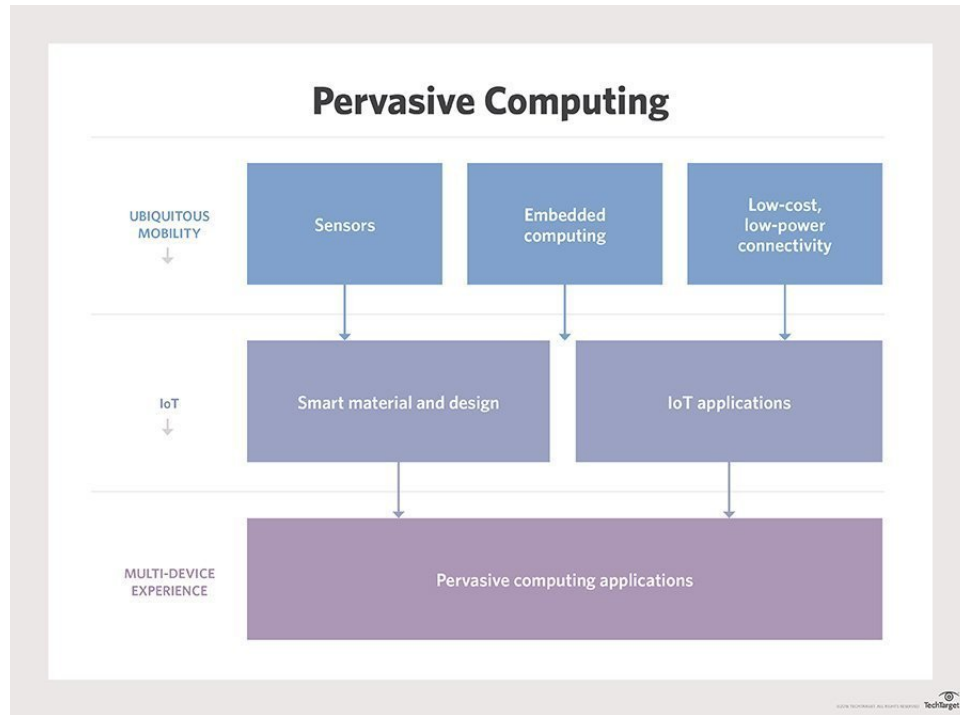 Pervasive Computing
UBIQUITOUS
MOBILITY
Sensors
Embedded
computing
Low-cost,
low-power
connectivity
IoT
Smart material and design
IoT applications
MULTI-DEVICE
EXPERIENCE
Pervasive computing applications
TechTarget